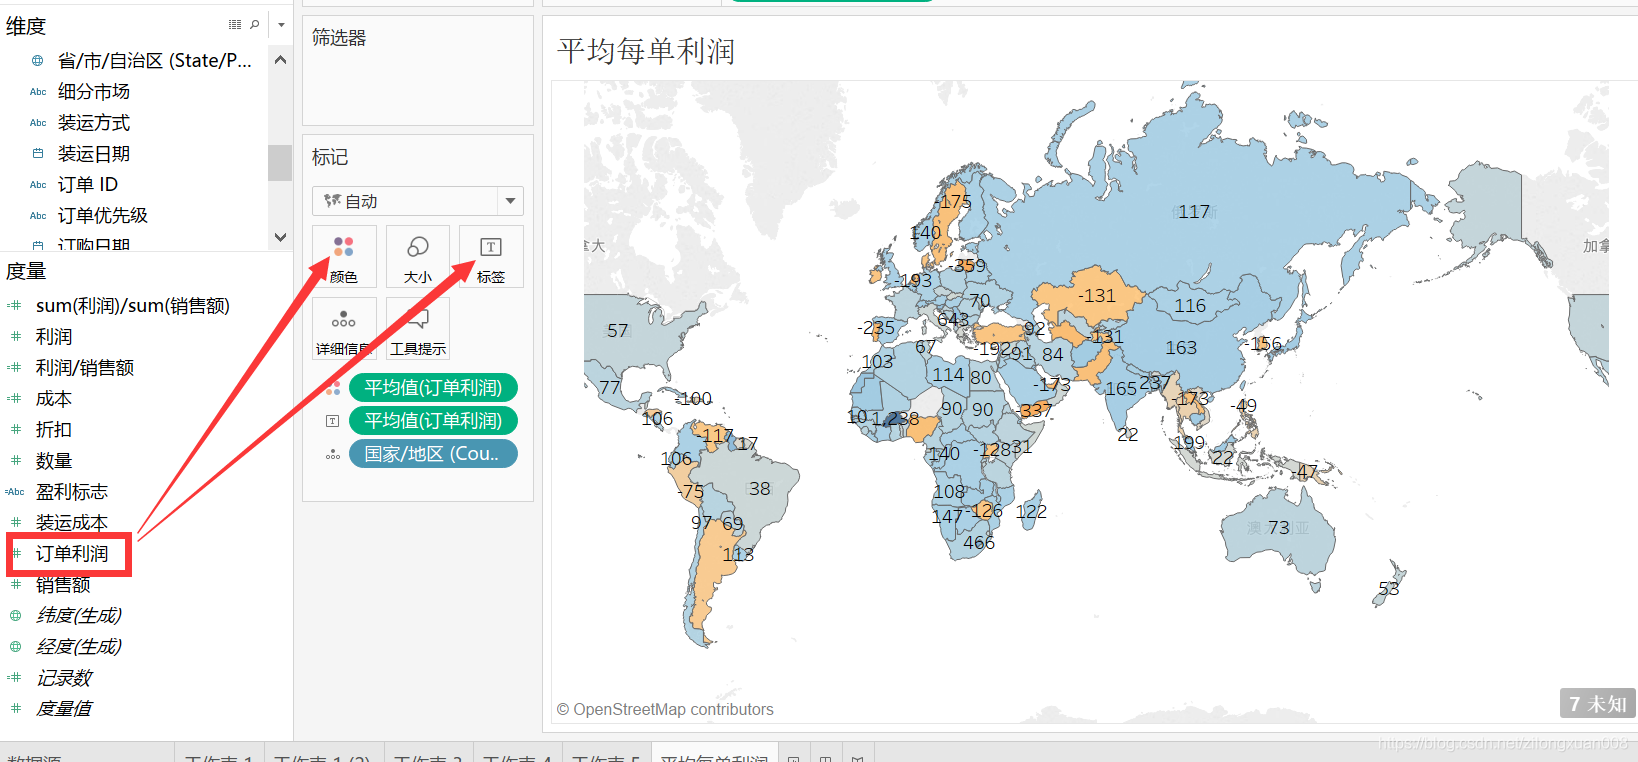 维度
省/市/自治区 (State/P...
Abc 细分市场
Abc 装运方式
装运日期
Abc 订单 ID
Abc 订单优先级
订购日期
度量
sum(利润)/sum(销售额)
利润
利润/销售额
成本
折扣
数量
=Abc 盈利标志
装运成本
订单利润
销售额
纬度(生成)
经度(生成)
记录数
度量值
筛选器
标记
自动
颜色
大小
标签
详细信息
工具提示
平均值(订单利润)
平均值(订单利润)
国家/地区 (Cou..
平均每单利润
拿大
加拿
-175
117
140
-359
-193
-131
70
116
57
-235
643
92
-131
-192
91
163
-156
67
84
103
114
80
-173
165
237
77
-100
-173
-49
106
10
1,238
90
90
-337
22
-117
17
199
106
140
-128
31
22
-47
-75
38
108
97
69
147
-126
122
73
澳大利亚
113
466
53
© OpenStreetMap contributors
7 未知
https://blog.csdn.net/zilongxuan008
数据源
工作表 1
工作表 1 (2)
工作表 3
工作表 4
工作表 5
平均每单利润